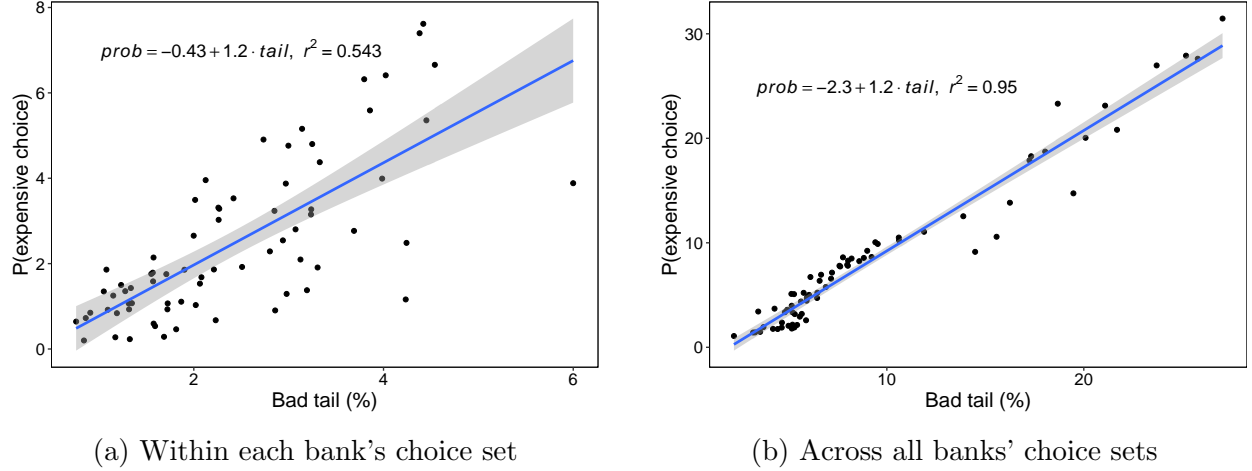 8
6
4
2
0
P(expensive choice)
prob = −0.43 + 1.2 · tail, r² = 0.543
2
4
6
Bad tail (%)
(a) Within each bank's choice set
30
20
10
0
P(expensive choice)
prob = −2.3 + 1.2 · tail, r² = 0.95
10
20
Bad tail (%)
(b) Across all banks' choice sets